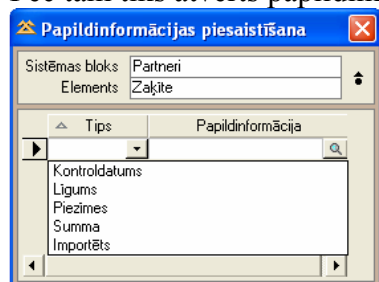 Papildinformācijas piesaistīšana
Sistēmas bloks Partneri
Elements Zaķīte
Tips Papildinformācija
Kontroldatums
Līgums
Piezīmes
Summa
Importēts